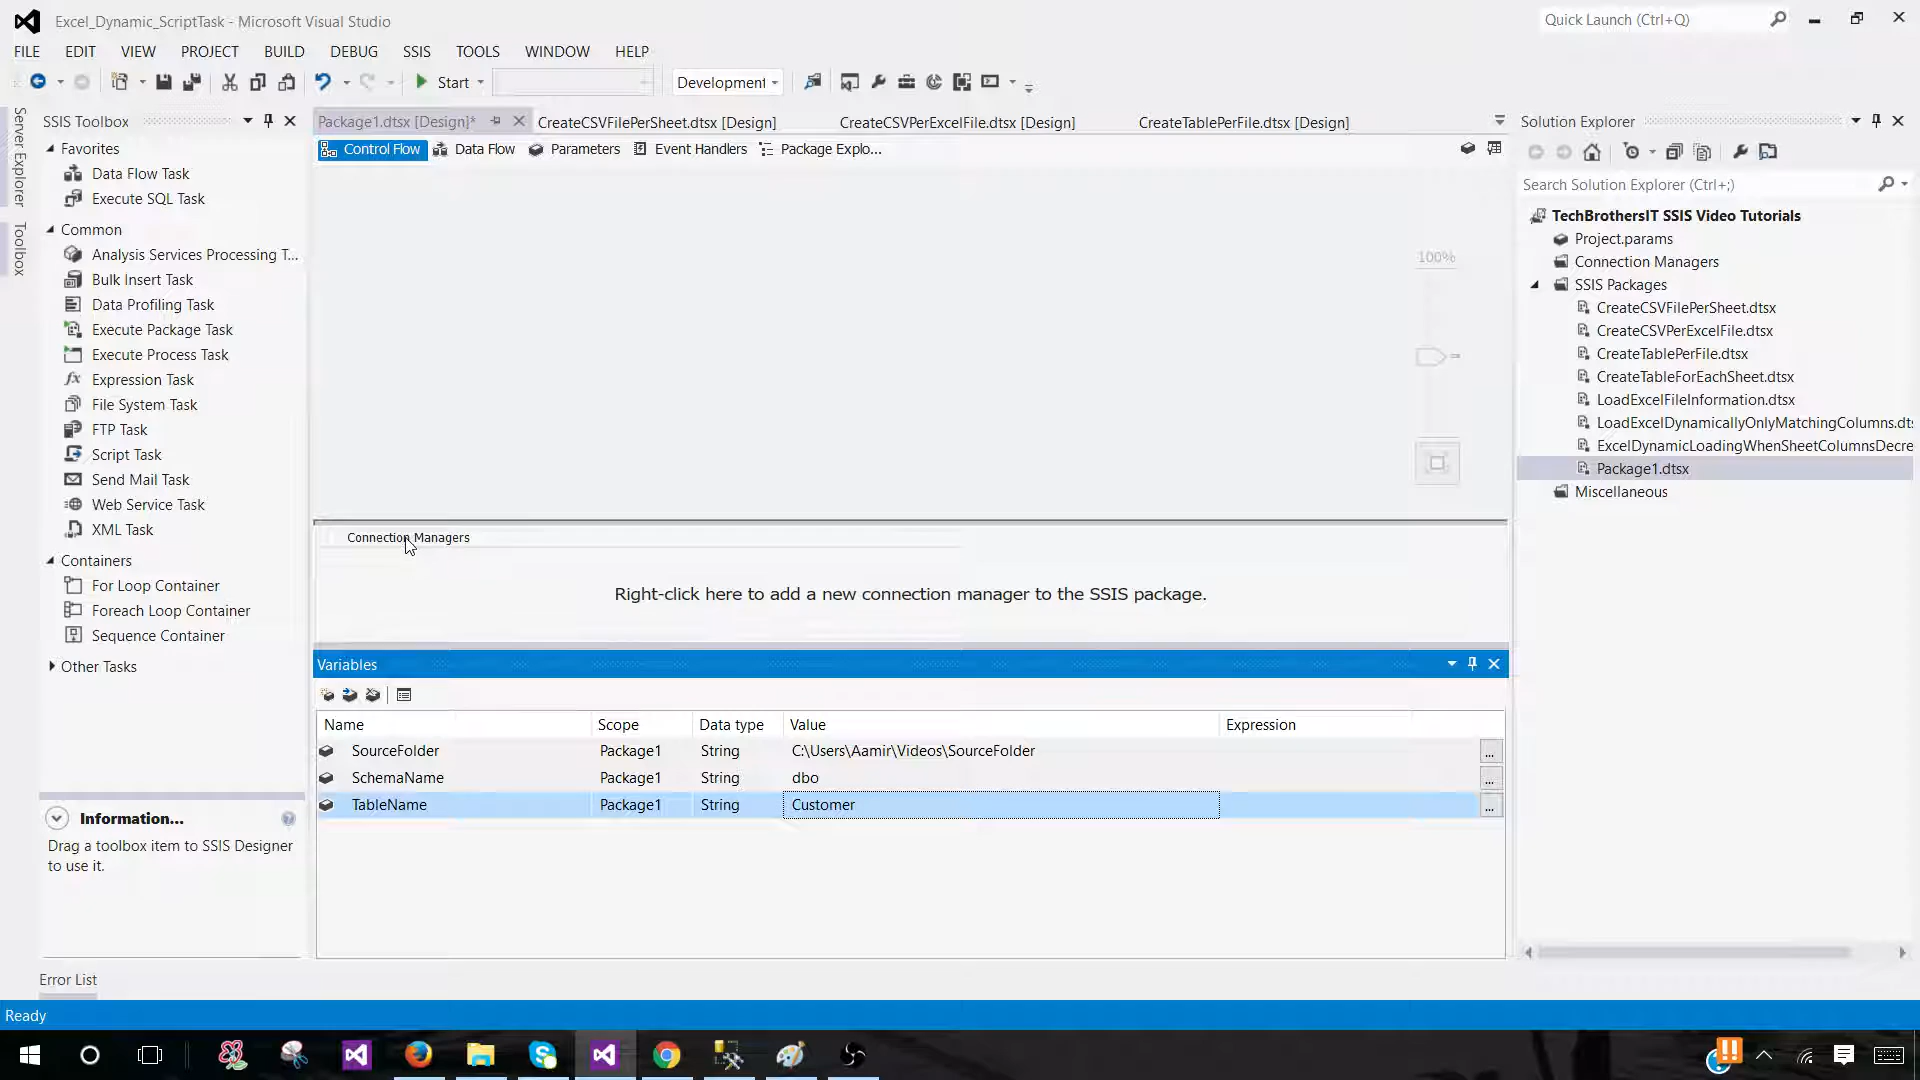 Excel_Dynamic_ScriptTask - Microsoft Visual Studio
Quick Launch (Ctrl+Q)
FILE EDIT VIEW PROJECT BUILD DEBUG SSIS TOOLS WINDOW HELP
Start
Development
Server Explorer
Toolbox
SSIS Toolbox
Favorites
Data Flow Task
Execute SQL Task
Common
Analysis Services Processing T...
Bulk Insert Task
Data Profiling Task
Execute Package Task
Execute Process Task
Expression Task
File System Task
FTP Task
Script Task
Send Mail Task
Web Service Task
XML Task
Containers
For Loop Container
Foreach Loop Container
Sequence Container
Other Tasks
Information...
Drag a toolbox item to SSIS Designer
to use it.
Package1.dtsx [Design]* CreateCSVFilePerSheet.dtsx [Design] CreateCSVPerExcelFile.dtsx [Design] CreateTablePerFile.dtsx [Design]
Control Flow Data Flow Parameters Event Handlers Package Explo...
100%
Connection Managers
Right-click here to add a new connection manager to the SSIS package.
Variables
Name Scope Data type Value Expression
SourceFolder Package1 String C:\Users\Aamir\Videos\SourceFolder ...
SchemaName Package1 String dbo ...
TableName Package1 String Customer ...
Solution Explorer
Search Solution Explorer (Ctrl+;)
TechBrothersIT SSIS Video Tutorials
Project.params
Connection Managers
SSIS Packages
CreateCSVFilePerSheet.dtsx
CreateCSVPerExcelFile.dtsx
CreateTablePerFile.dtsx
CreateTableForEachSheet.dtsx
LoadExcelFileInformation.dtsx
LoadExcelDynamicallyOnlyMatchingColumns.dts
ExcelDynamicLoadingWhenSheetColumnsDecre
Package1.dtsx
Miscellaneous
Error List
Ready